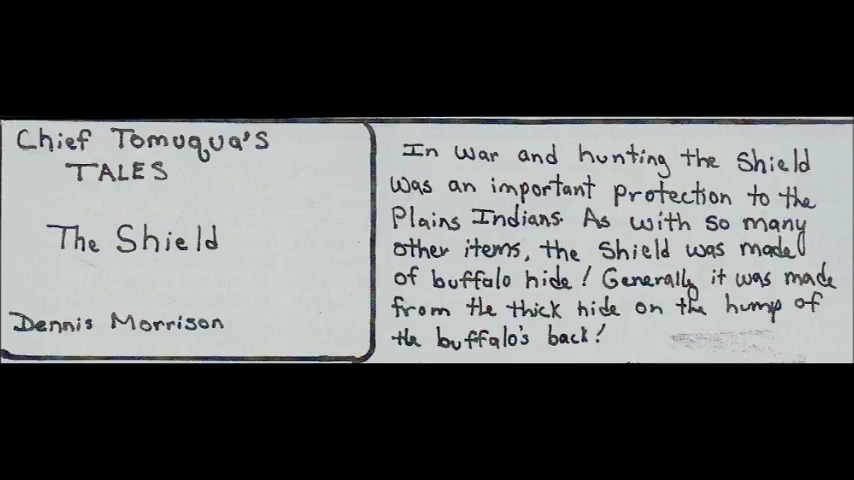 Chief Tomuqua's
TALES
The Shield
Dennis Morrison
In war and hunting the Shield
was an important protection to the
Plains Indians. As with so many
other items, the Shield was made
of buffalo hide! Generally it was made
from the thick hide on the hump of
the buffalo's back!